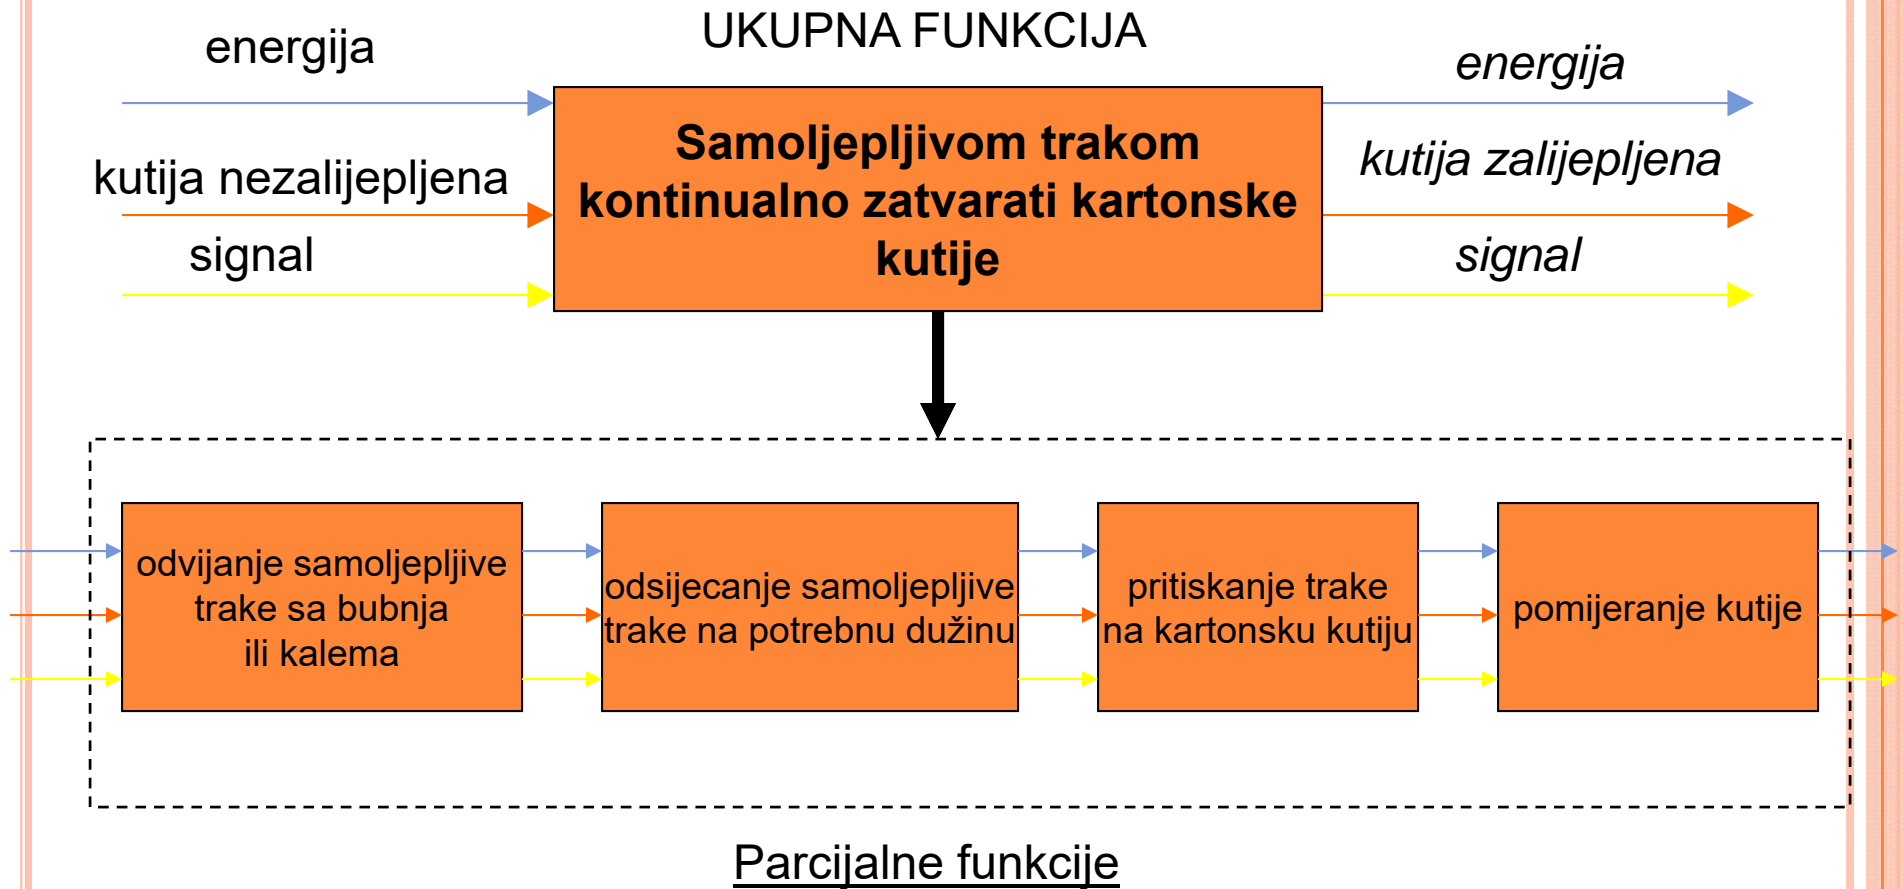 UKUPNA FUNKCIJA
energija
kutija nezalijepljena
signal
Samoljepljivom trakom
kontinualno zatvarati kartonske
kutije
energija
kutija zalijepljena
signal
odvijanje samoljepljive
trake sa bubnja
ili kalema
odsijecanje samoljepljive
trake na potrebnu dužinu
pritiskanje trake
na kartonsku kutiju
pomijeranje kutije
Parcijalne funkcije